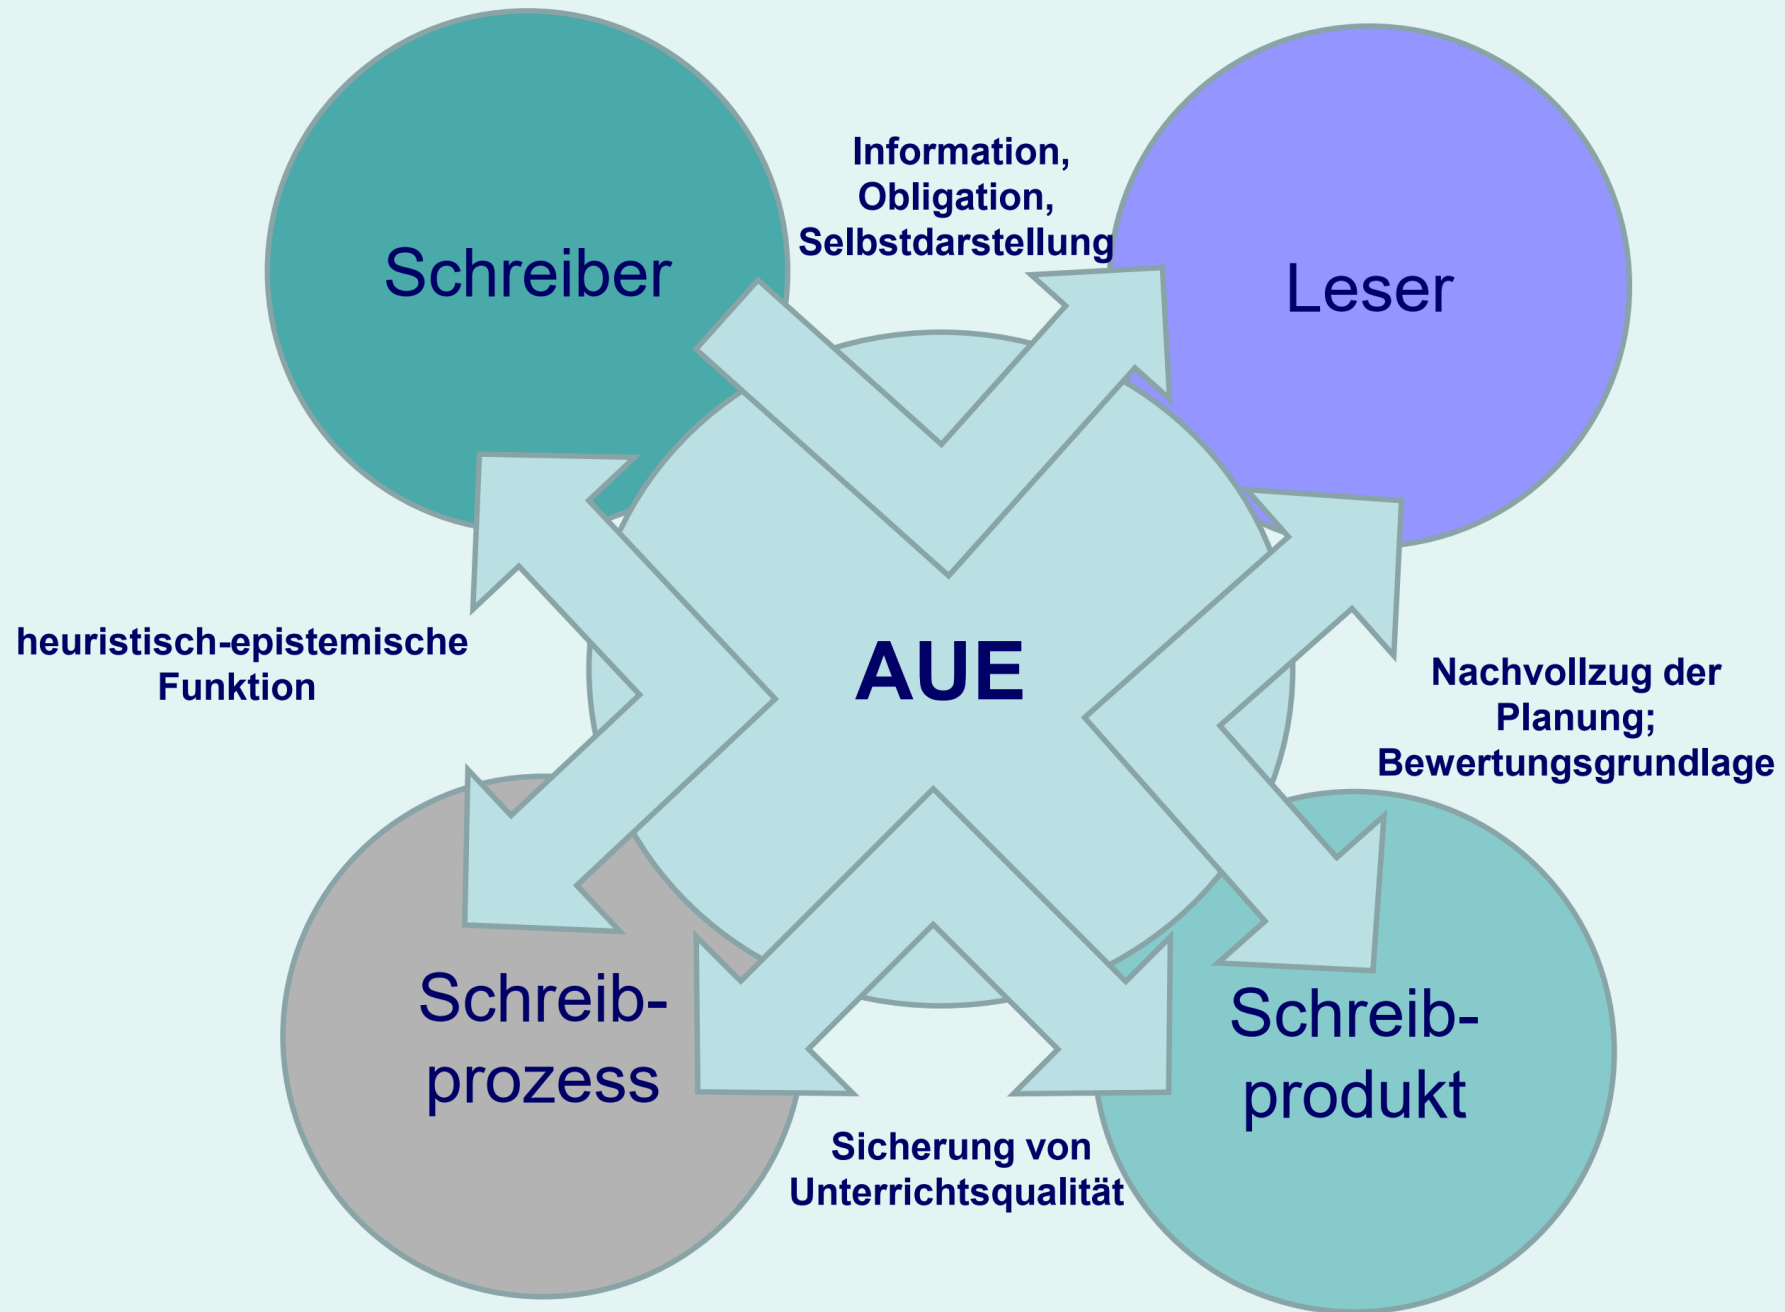 Information,
Obligation,
Selbstdarstellung
Schreiber
Leser
heuristisch-epistemische
Funktion
AUE
Nachvollzug der
Planung;
Bewertungsgrundlage
Schreib-
prozess
Schreib-
produkt
Sicherung von
Unterrichtsqualität